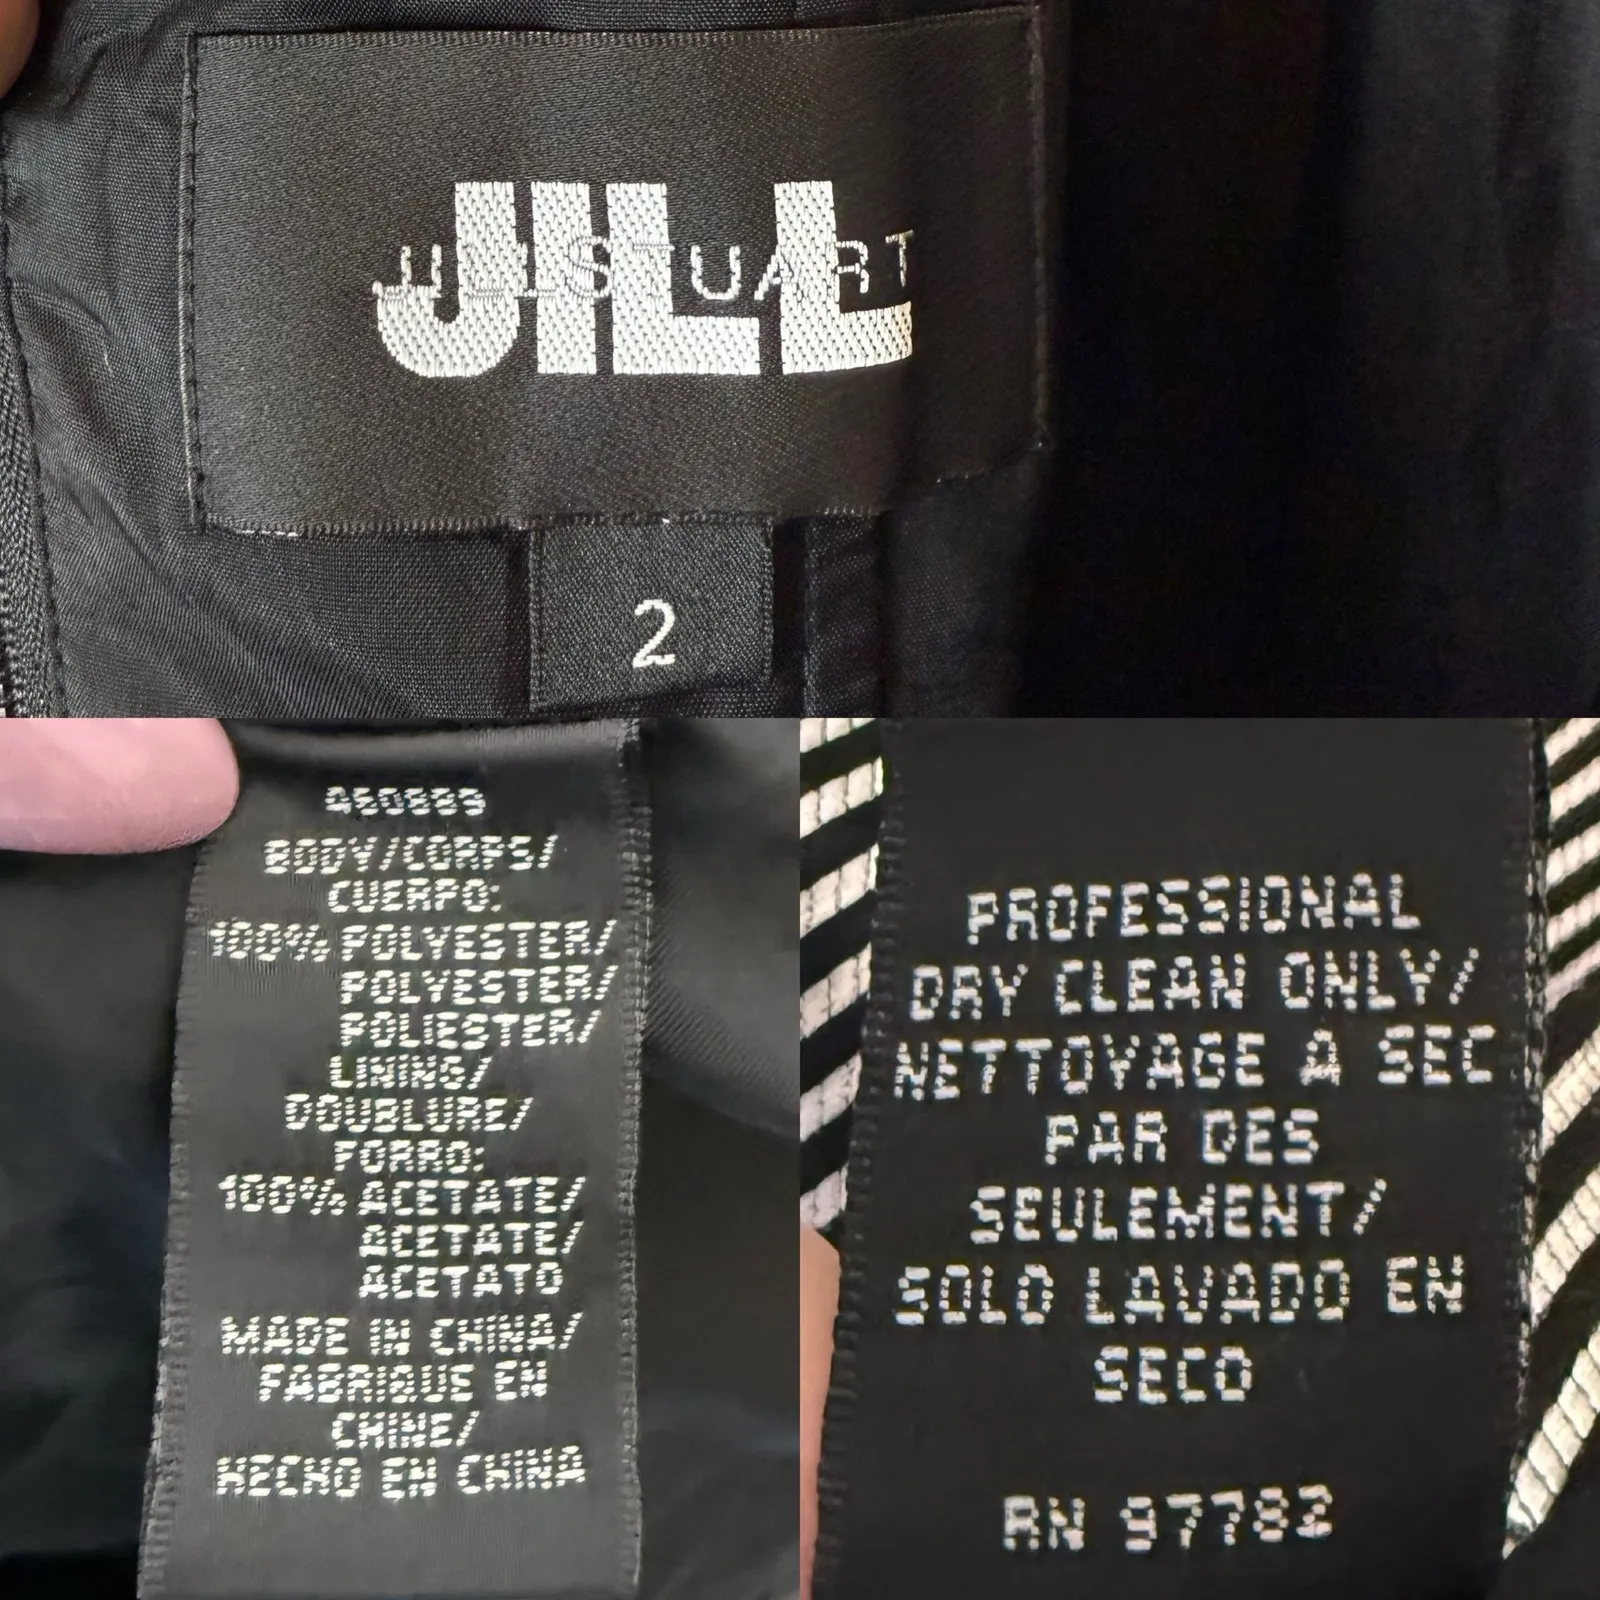 JILL
JILL STUART
2
460889
BODY/CORPS/
CUERPO:
100% POLYESTER/
POLYESTER/
POLIESTER/
LINING/
DOUBLURE/
FORRO:
100% ACETATE/
ACETATE/
ACETATO
MADE IN CHINA/
FABRIQUE EN
CHINE/
HECHO EN CHINA
PROFESSIONAL
DRY CLEAN ONLY/
NETTOYAGE A SEC
PAR DES
SEULEMENT/
SOLO LAVADO EN
SECO
RN 97782